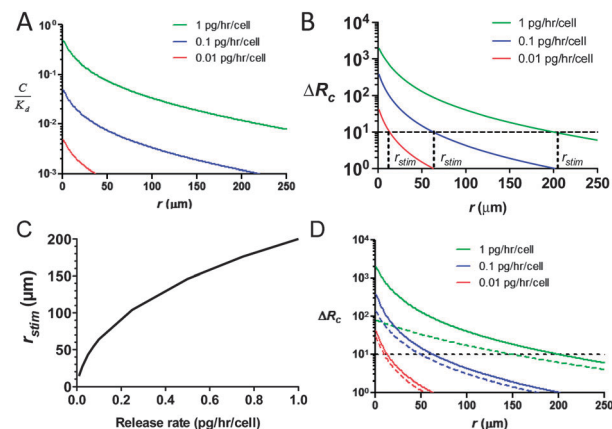 A
1 pg/hr/cell
0.1 pg/hr/cell
0.01 pg/hr/cell
C
K_d
10^0
10^-1
10^-2
10^-3
0 50 100 150 200 250
r (μm)
B
1 pg/hr/cell
0.1 pg/hr/cell
0.01 pg/hr/cell
ΔR_c
10^4
10^3
10^2
10^1
10^0
r_stim r_stim r_stim
0 50 100 150 200 250
r (μm)
C
r_stim (μm)
200
150
100
50
0
0.0 0.2 0.4 0.6 0.8 1.0
Release rate (pg/hr/cell)
D
1 pg/hr/cell
0.1 pg/hr/cell
0.01 pg/hr/cell
ΔR_c
10^4
10^3
10^2
10^1
10^0
0 50 100 150 200 250
r (μm)